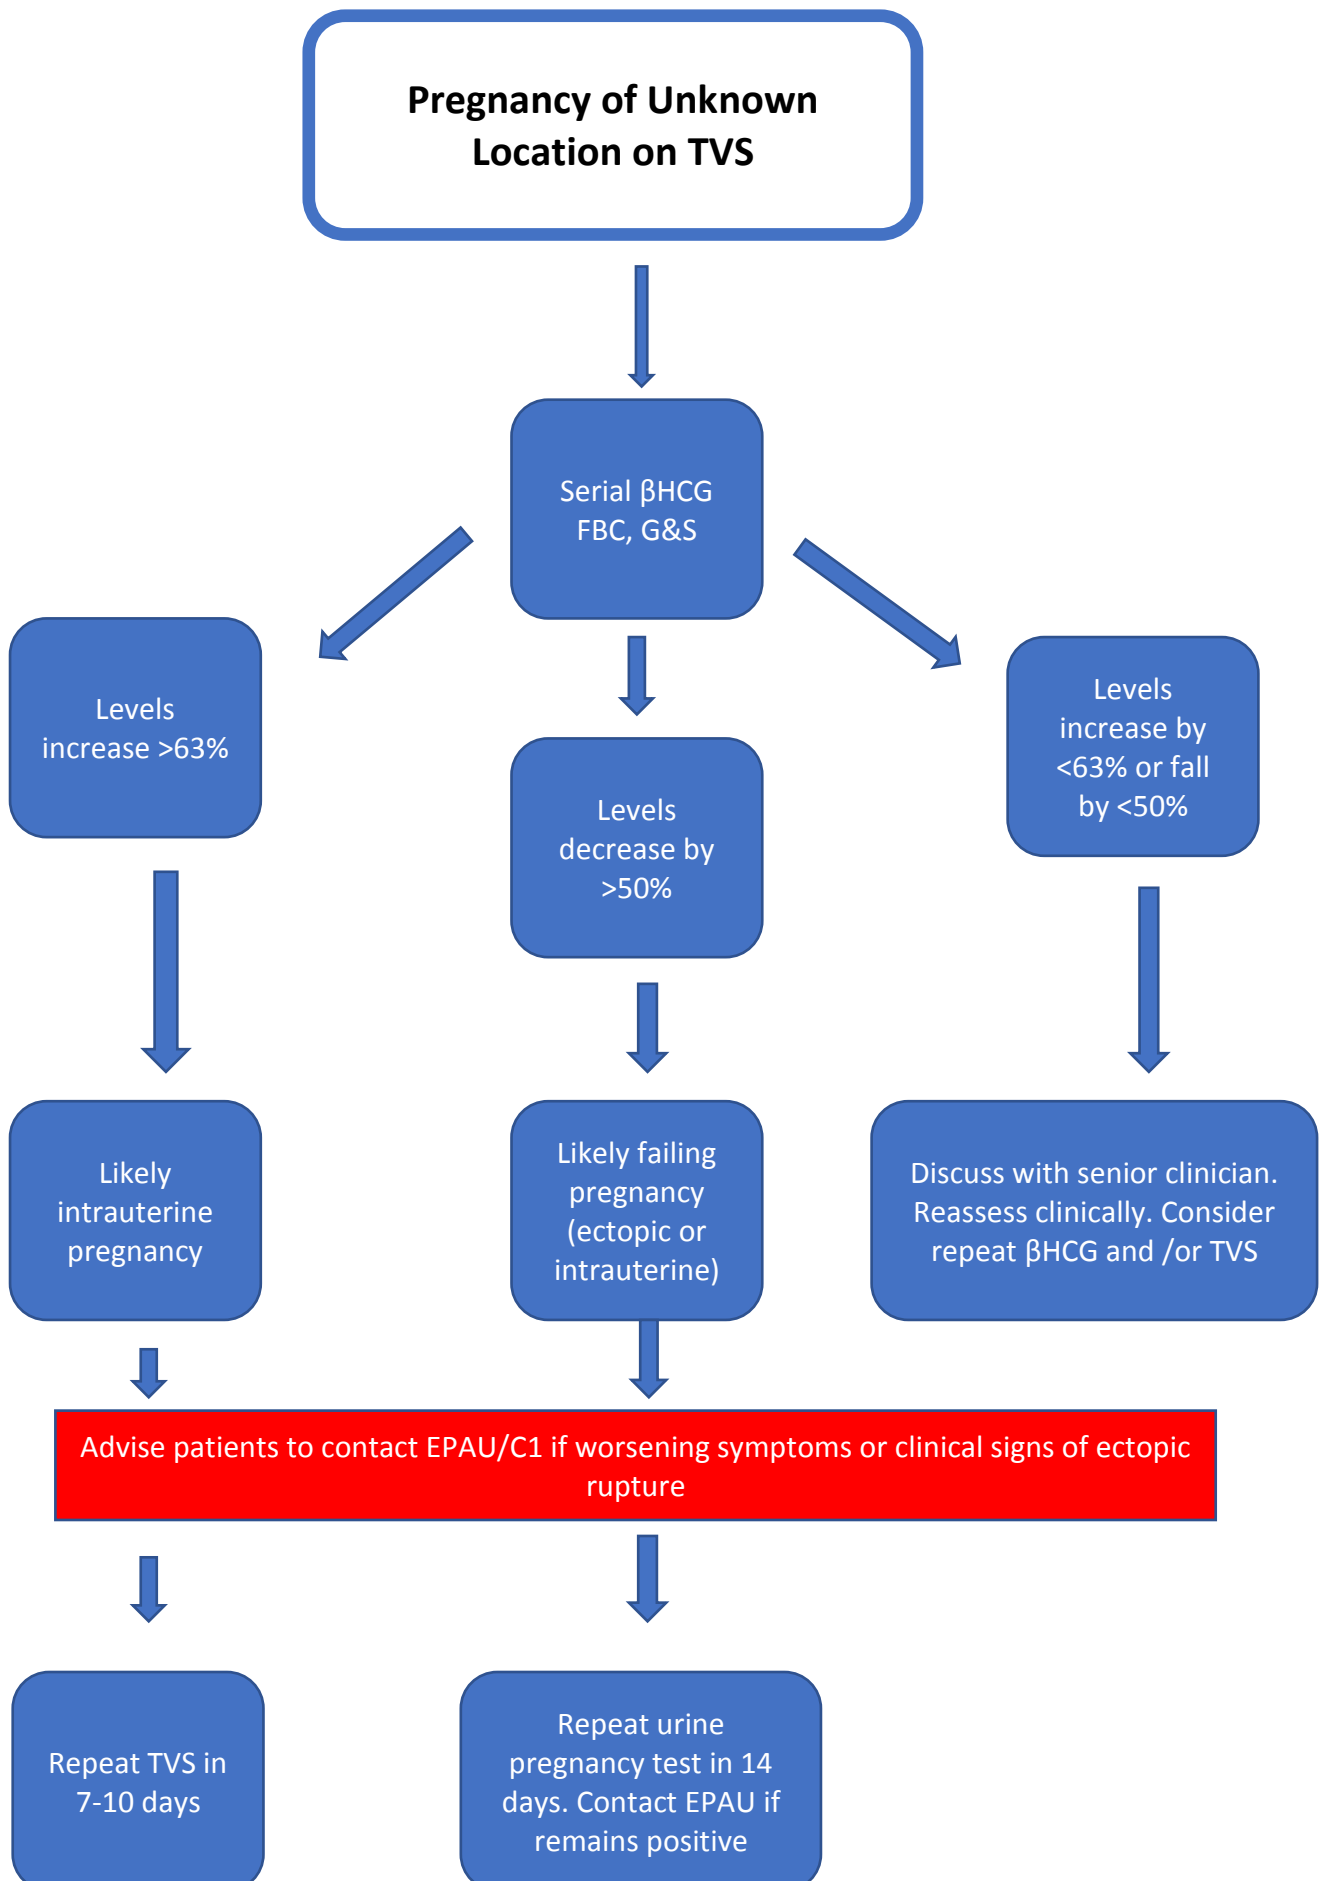 Pregnancy of Unknown
Location on TVS
Serial βHCG
FBC, G&S
Levels
increase >63%
Levels
decrease by
>50%
Levels
increase by
<63% or fall
by <50%
Likely
intrauterine
pregnancy
Likely failing
pregnancy
(ectopic or
intrauterine)
Discuss with senior clinician.
Reassess clinically. Consider
repeat βHCG and /or TVS
Advise patients to contact EPAU/C1 if worsening symptoms or clinical signs of ectopic
rupture
Repeat TVS in
7-10 days
Repeat urine
pregnancy test in 14
days. Contact EPAU if
remains positive